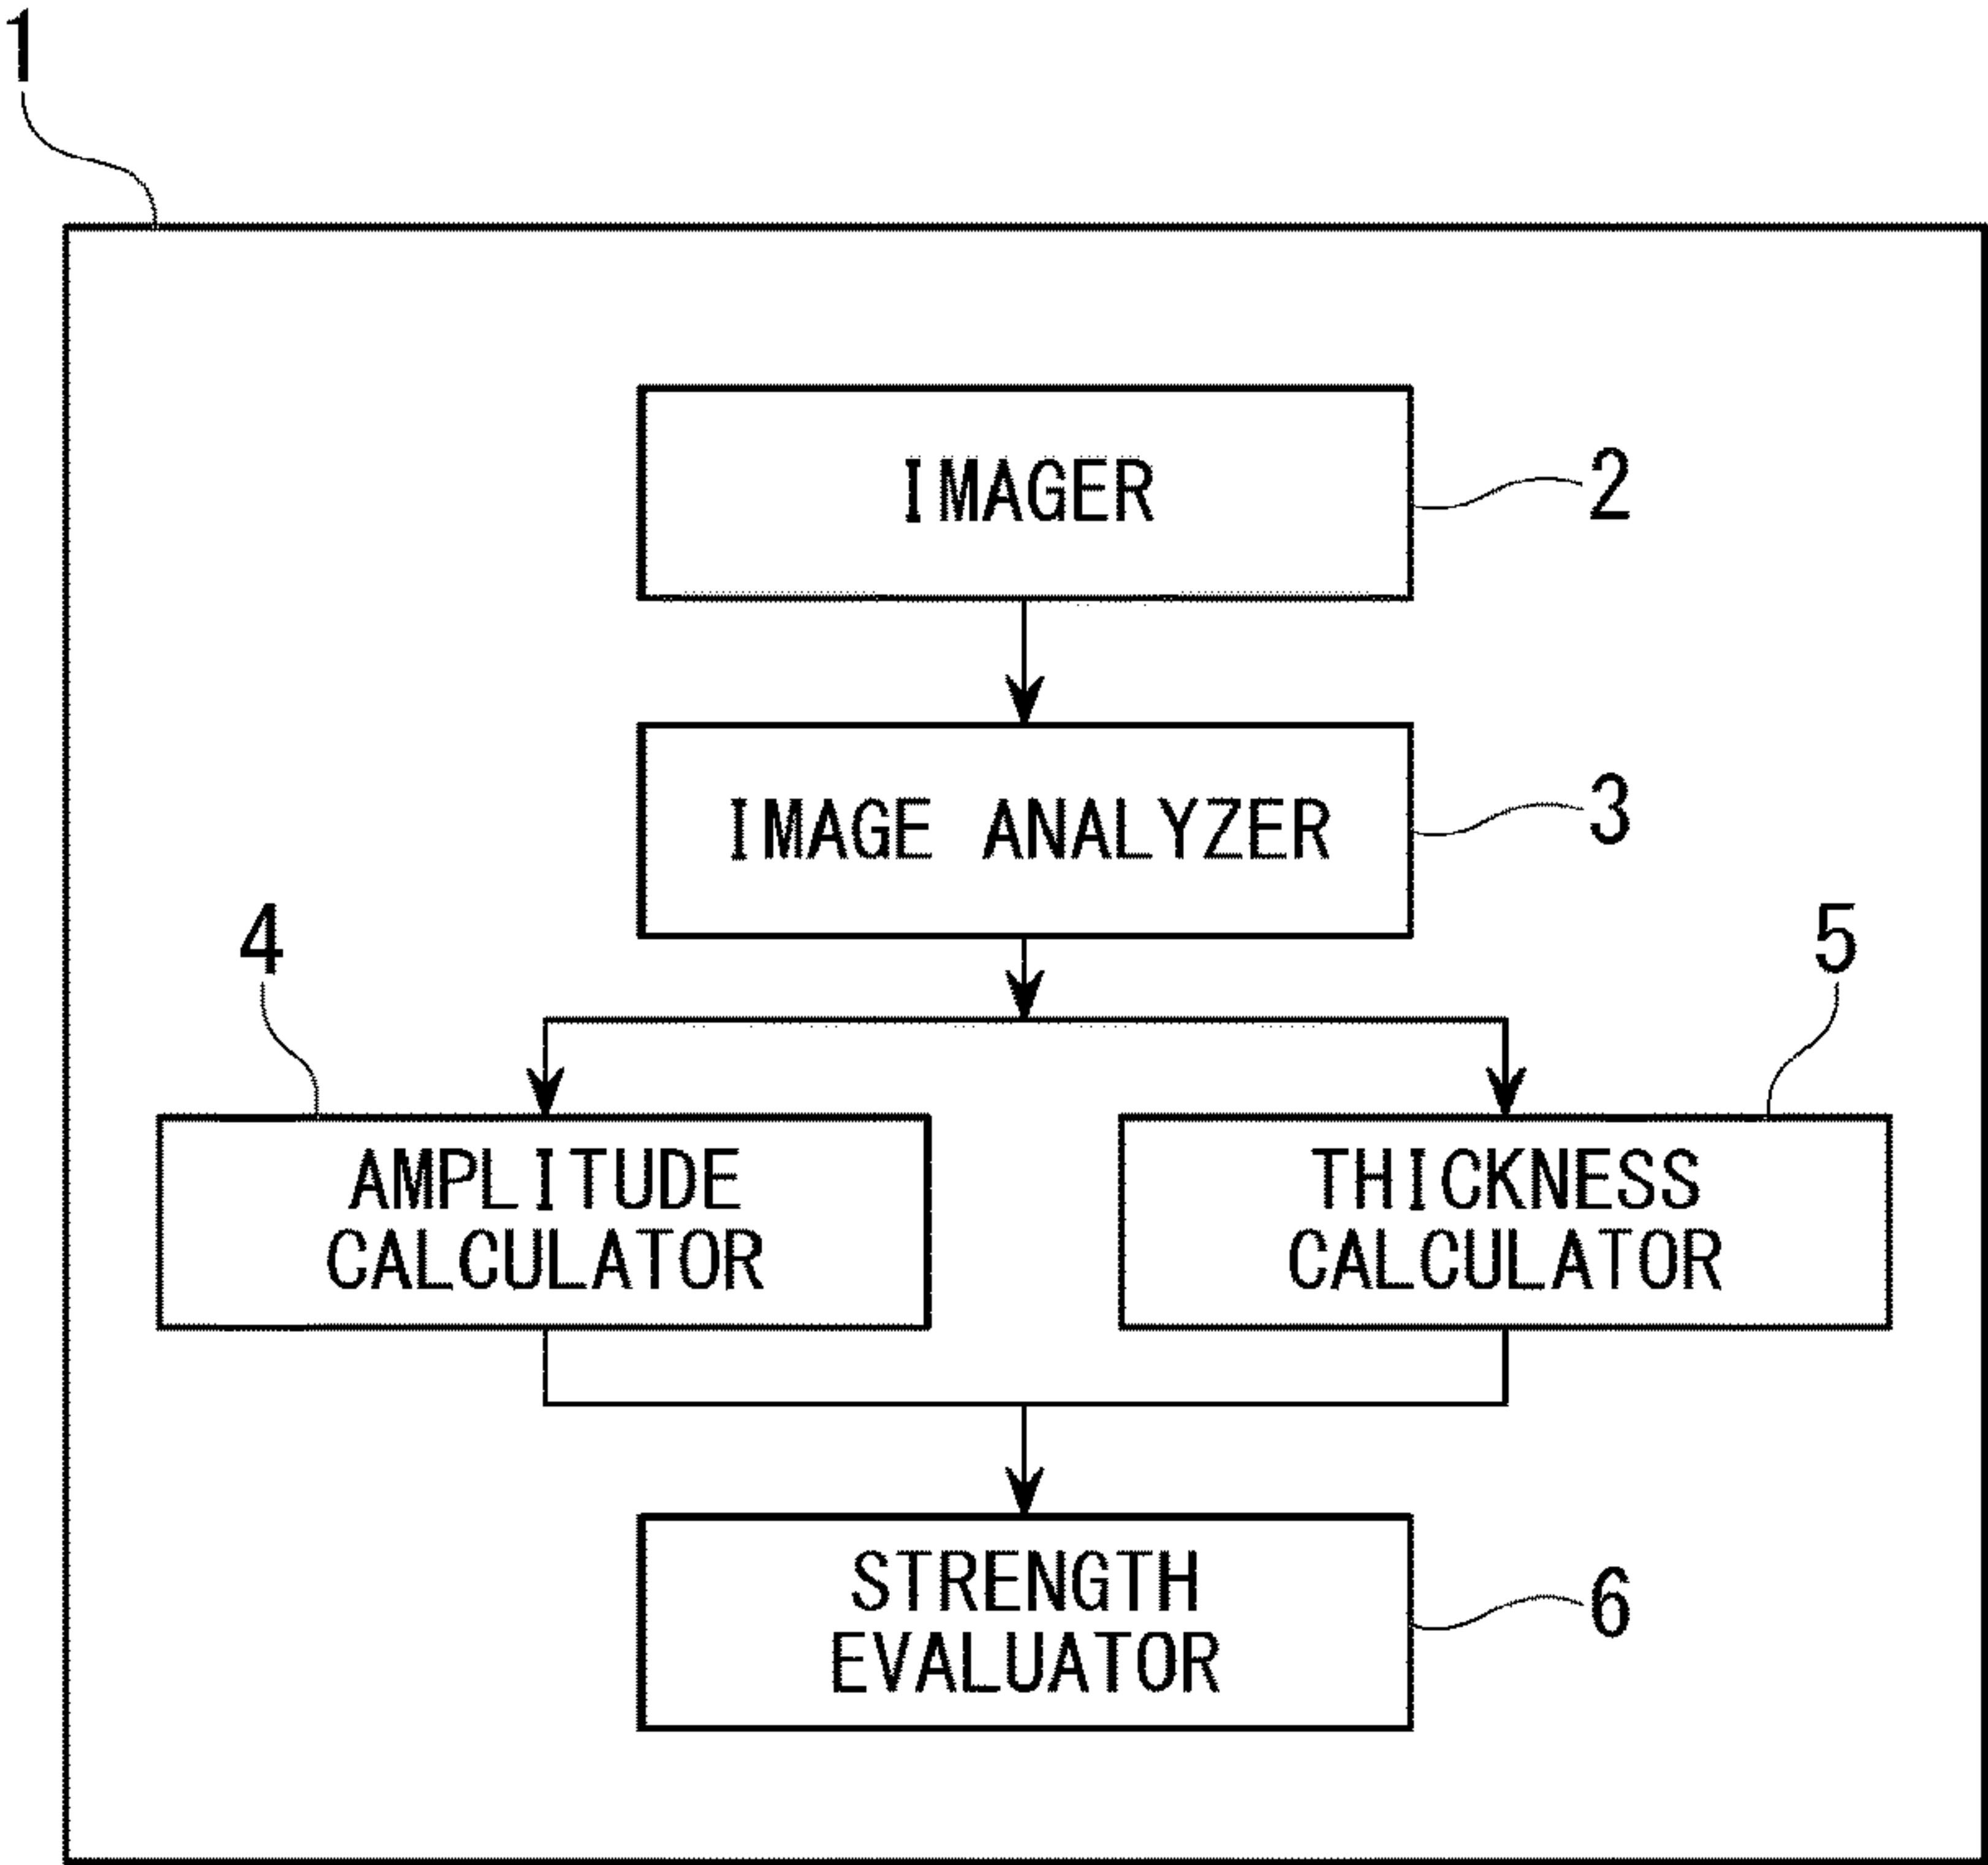 1
IMAGER
2
IMAGE ANALYZER
3
4
5
AMPLITUDE
CALCULATOR
THICKNESS
CALCULATOR
STRENGTH
EVALUATOR
6